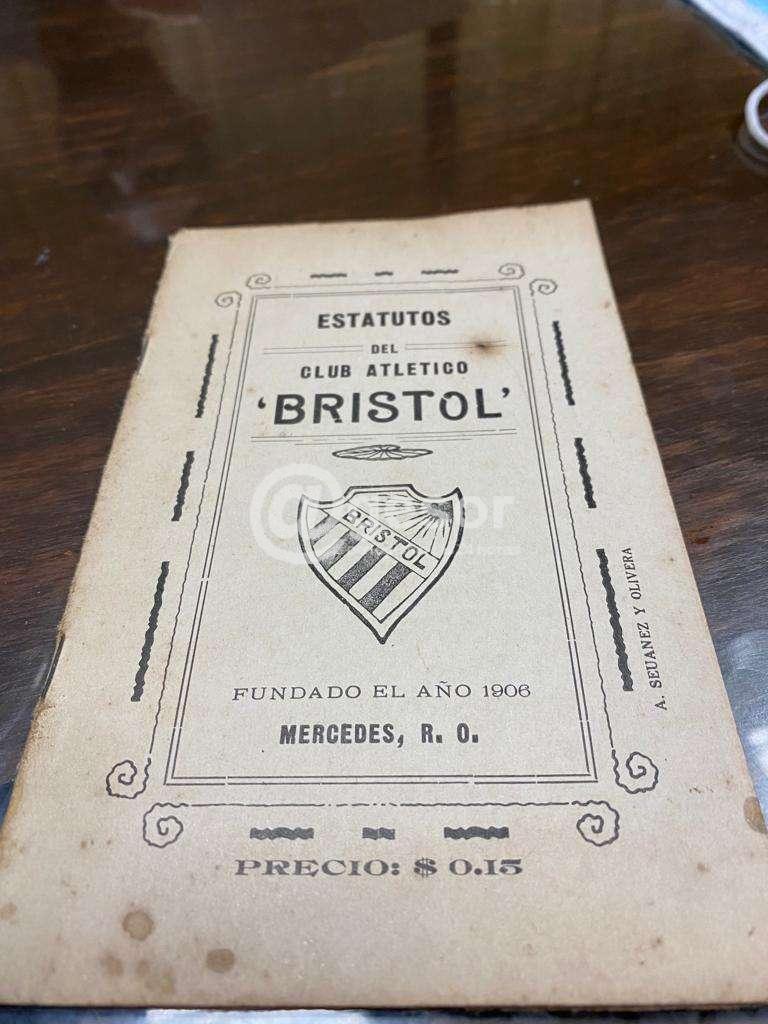 ESTATUTOS
DEL
CLUB ATLETICO
'BRISTOL'
BRISTOL
FUNDADO EL AÑO 1906
MERCEDES, R. O.
A. SEUANEZ Y OLIVERA
PRECIO: $ 0.15